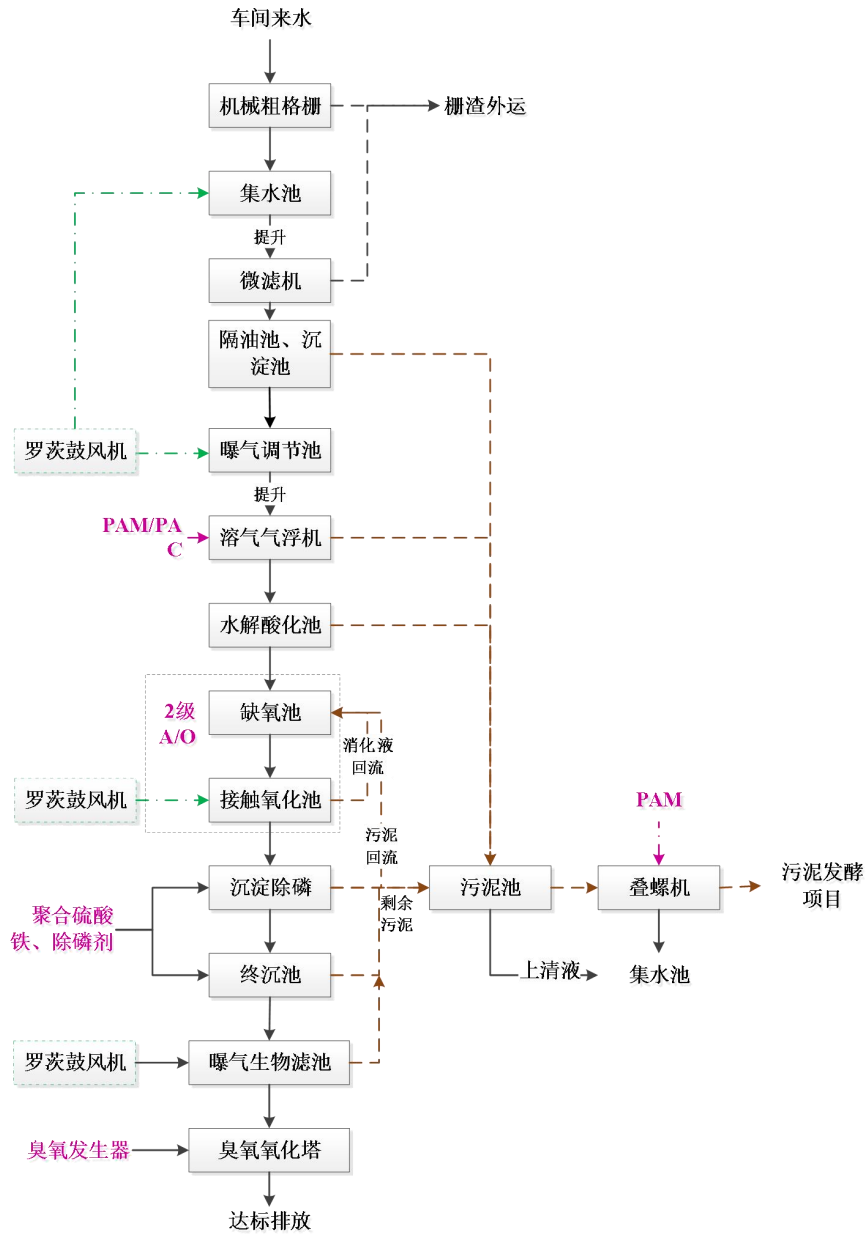 车间来水
机械粗格栅
栅渣外运
集水池
提升
微滤机
隔油池、沉
淀池
罗茨鼓风机
曝气调节池
提升
PAM/PA
C
溶气气浮机
水解酸化池
2级
A/O
缺氧池
消化液
回流
罗茨鼓风机
接触氧化池
PAM
污泥
回流
沉淀除磷
剩余
污泥
污泥池
叠螺机
污泥发酵
项目
聚合硫酸
铁、除磷剂
终沉池
上清液
集水池
罗茨鼓风机
曝气生物滤池
臭氧发生器
臭氧氧化塔
达标排放